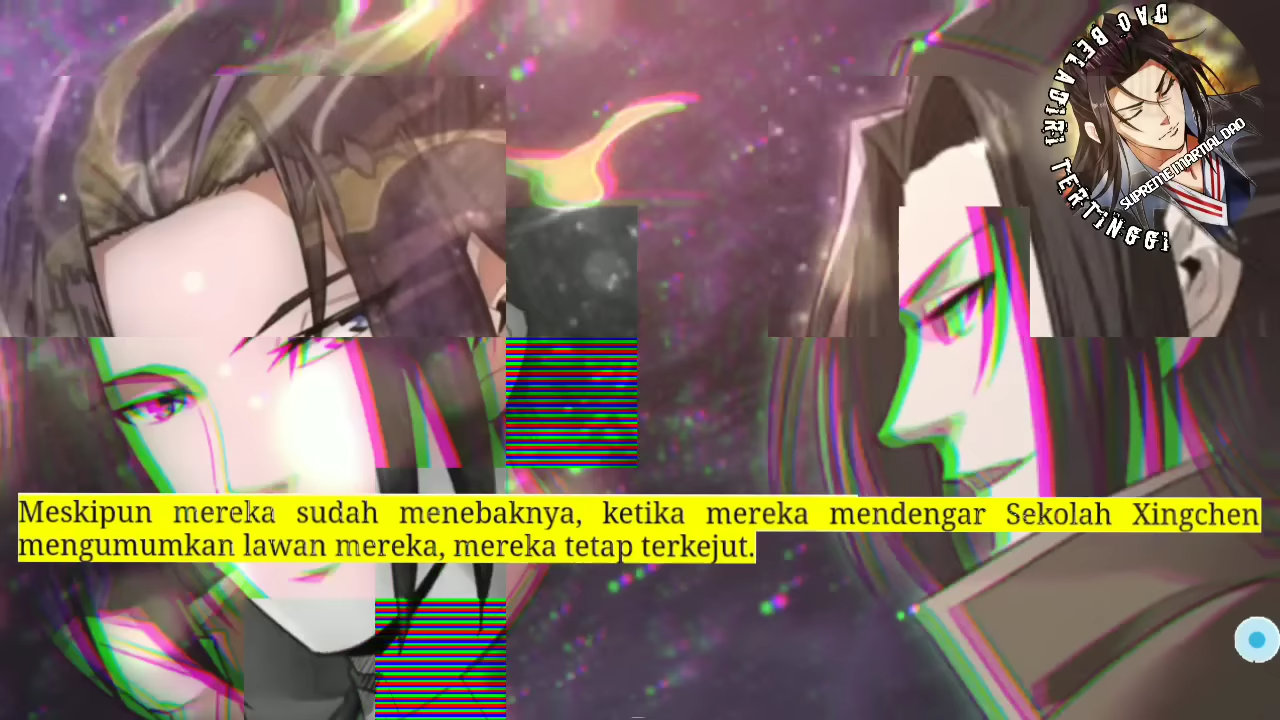 DAO BELADIRI TERTINGGI
SUPREME MARTIAL DAO
Meskipun mereka sudah menebaknya, ketika mereka mendengar Sekolah Xingchen
mengumumkan lawan mereka, mereka tetap terkejut.